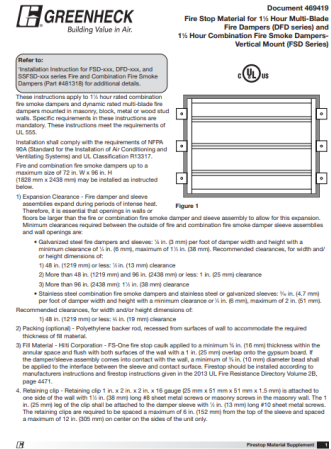 GREENHECK
Building Value in Air.
Document 469419
Fire Stop Material for 1½ Hour Multi-Blade
Fire Dampers (DFD series) and
1½ Hour Combination Fire Smoke Dampers-
Vertical Mount (FSD Series)
Refer to:
'Installation Instruction for FSD-xxx, DFD-xxx, and
SSFSD-xxx series Fire and Combination Fire Smoke
Dampers (Part #481318) for additional details.
These instructions apply to 1½ hour rated combination
fire smoke dampers and dynamic rated multi-blade fire
dampers mounted in masonry, block, metal or wood stud
walls. Specific requirements in these instructions are
mandatory. These instructions meet the requirements of
UL 555.
Installation shall comply with the requirements of NFPA
90A (Standard for the Installation of Air Conditioning and
Ventilating Systems) and UL Classification R13317.
Fire and combination fire smoke dampers up to a
maximum size of 72 in. W x 96 in. H
(1828 mm x 2438 mm) may be installed as instructed
below.
C UL US
Figure 1
1) Expansion Clearance - Fire damper and sleeve
assemblies expand during periods of intense heat.
Therefore, it is essential that openings in walls or
floors be larger than the fire or combination fire smoke damper and sleeve assembly to allow for this expansion.
Minimum clearances required between the outside of fire and combination fire smoke damper sleeve assemblies
and wall openings are:
• Galvanized steel fire dampers and sleeves: ⅛ in. (3 mm) per foot of damper width and height with a
minimum clearance of ¼ in. (6 mm), maximum of 1½ in. (38 mm). Recommended clearances, for width and/
or height dimensions of:
1) 48 in. (1219 mm) or less: ½ in. (13 mm) clearance
2) More than 48 in. (1219 mm) and 96 in. (2438 mm) or less: 1 in. (25 mm) clearance
3) More than 96 in. (2438 mm): 1½ in. (38 mm) clearance
• Stainless steel combination fire smoke dampers and stainless steel or galvanized sleeves: 3⁄16 in. (4.7 mm)
per foot of damper width and height with a minimum clearance or ¼ in. (6 mm), maximum of 2 in. (51 mm).
Recommended clearances, for width and/or height dimensions of:
1) 48 in. (1219 mm) or less: ¾ in. (19 mm) clearance
2) Packing (optional) - Polyethylene backer rod, recessed from surfaces of wall to accommodate the required
thickness of fill material.
3) Fill Material - Hilti Corporation - FS-One fire stop caulk applied to a minimum ⅝ in. (16 mm) thickness within the
annular space and flush with both surfaces of the wall with a 1 in. (25 mm) overlap onto the gypsum board. If
the damper/sleeve assembly comes into contact with the wall, a minimum ⅜ in. (10 mm) diameter bead shall
be applied to the interface between the sleeve and contact surface. Firestop should be installed according to
manufacturers instructions and firestop instructions given in the 2013 UL Fire Resistance Directory Volume 2B,
page 4471.
4. Retaining clip - Retaining clip 1 in. x 2 in. x 2 in. x 16 gauge (25 mm x 51 mm x 51 mm x 1.5 mm) is attached to
one side of the wall with 1½ in. (38 mm) long #8 sheet metal screws or masonry screws in the masonry wall. The 1
in. (25 mm) leg of the clip shall be attached to the damper sleeve with ½ in. (13 mm) long #10 sheet metal screws.
The retaining clips are required to be spaced a maximum of 6 in. (152 mm) from the top of the sleeve and spaced
a maximum of 12 in. (305 mm) on center on the sides of the unit only.
Firestop Material Supplement 1